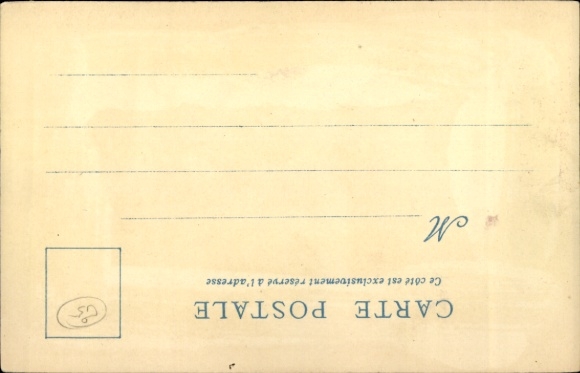 CARTE POSTALE
Ce côté est exclusivement réservé à l'adresse
M